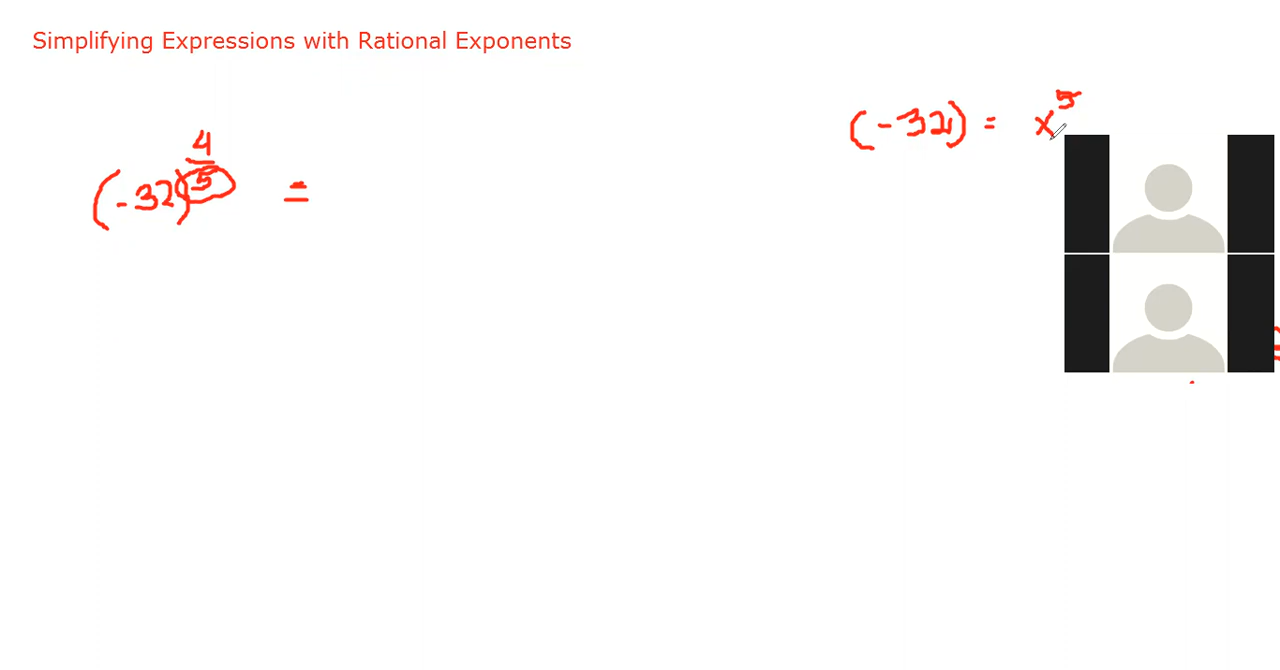 Simplifying Expressions with Rational Exponents
(-32) = x^5
(-32)^(4/5) =